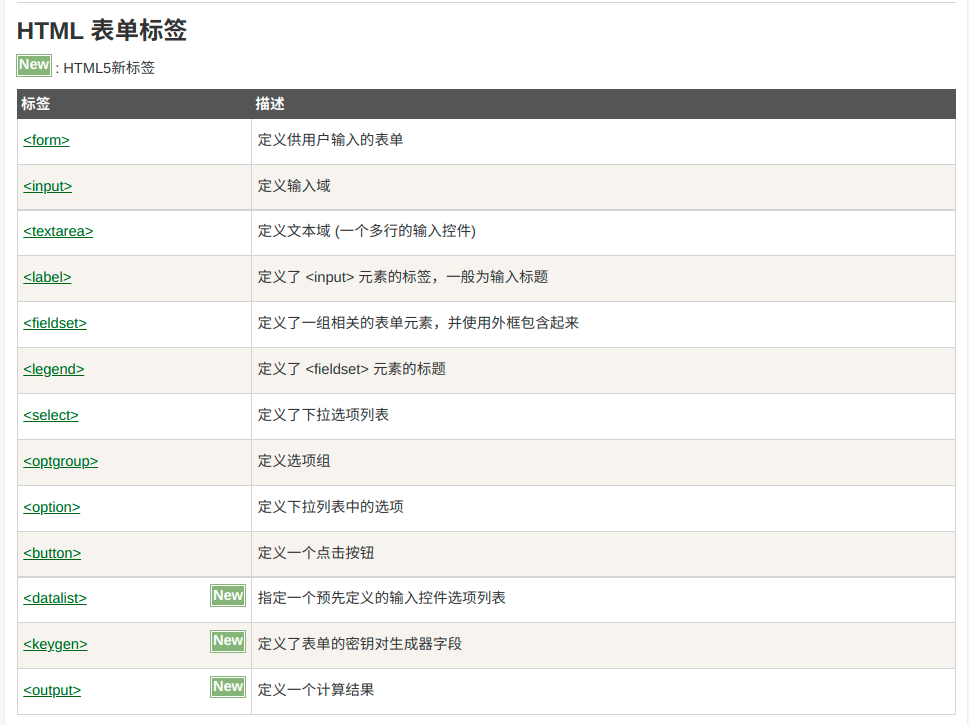 HTML 表单标签
New : HTML5新标签
标签 描述
<form> 定义供用户输入的表单
<input> 定义输入域
<textarea> 定义文本域 (一个多行的输入控件)
<label> 定义了 <input> 元素的标签，一般为输入标题
<fieldset> 定义了一组相关的表单元素，并使用外框包含起来
<legend> 定义了 <fieldset> 元素的标题
<select> 定义了下拉选项列表
<optgroup> 定义选项组
<option> 定义下拉列表中的选项
<button> 定义一个点击按钮
<datalist> New 指定一个预先定义的输入控件选项列表
<keygen> New 定义了表单的密钥对生成器字段
<output> New 定义一个计算结果